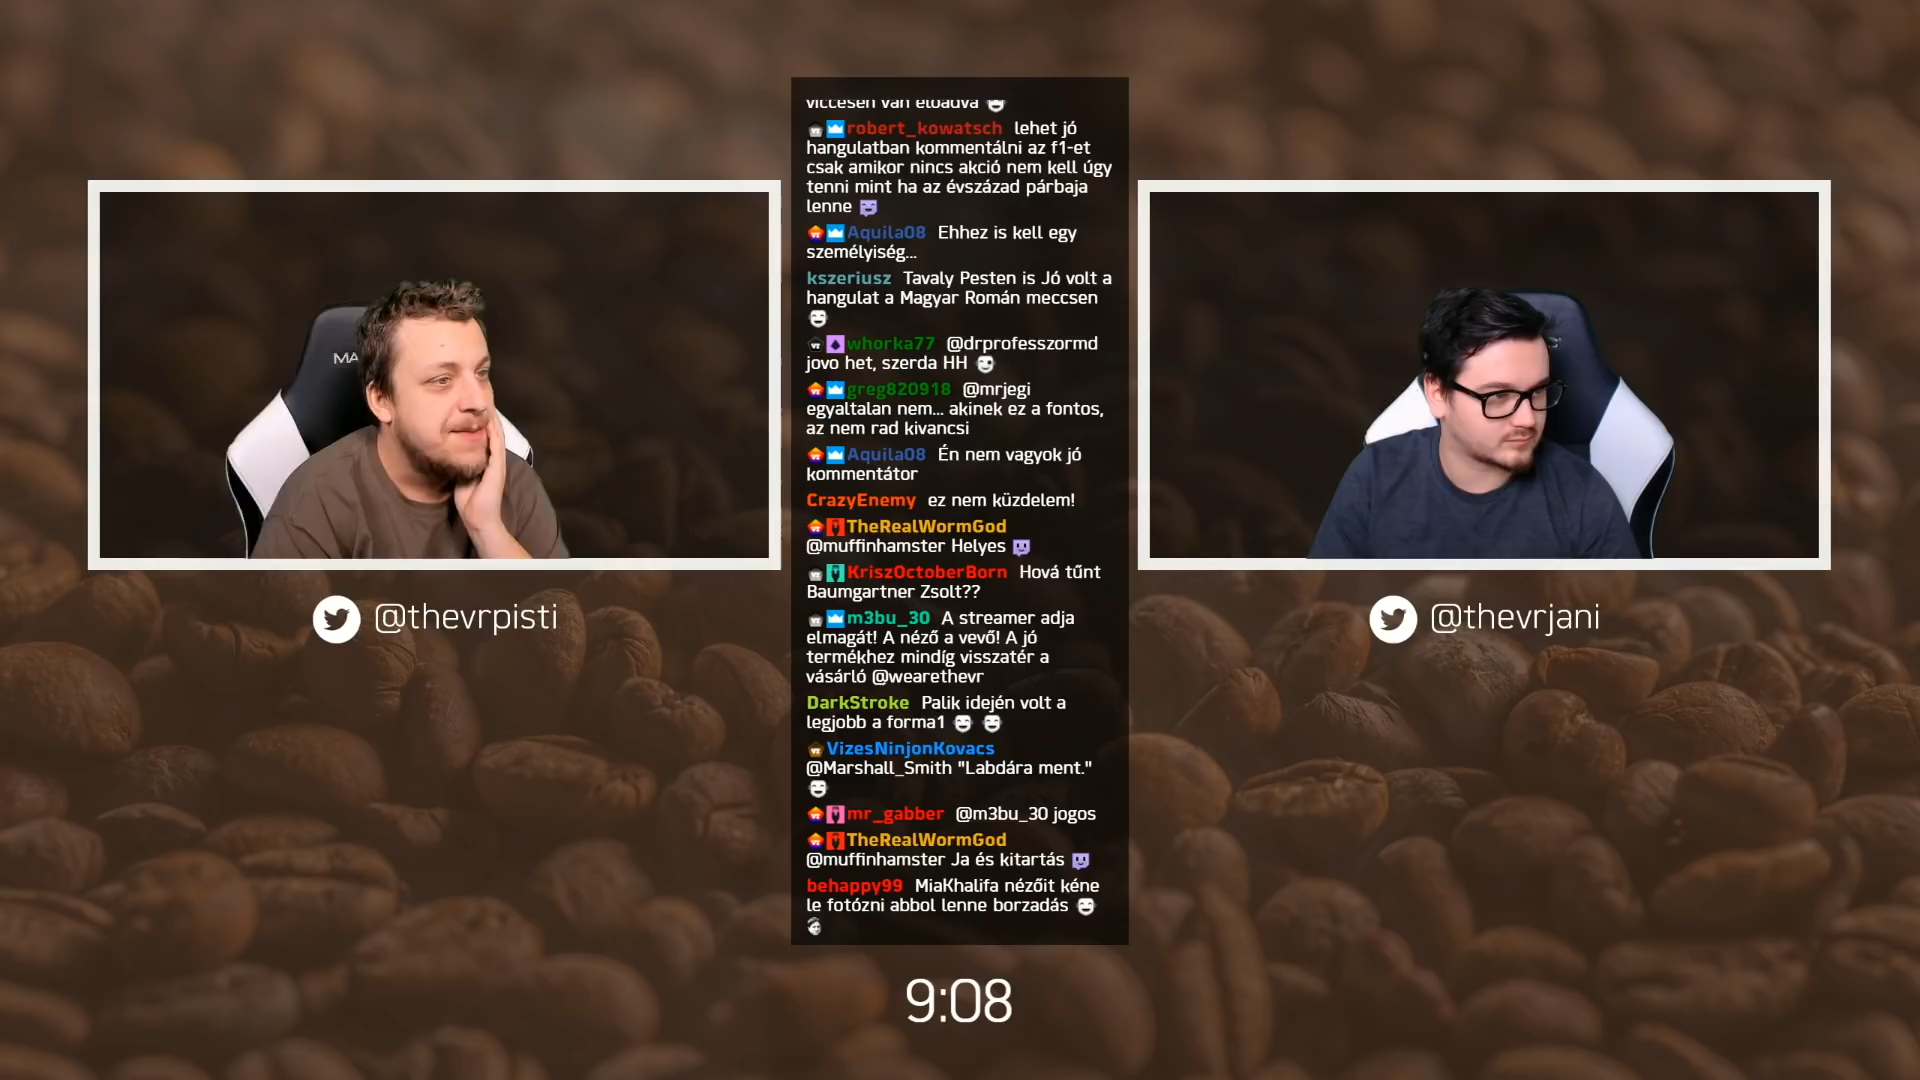 viccesen van előadva
robert_kowatsch lehet jó
hangulatban kommentálni az f1-et
csak amikor nincs akció nem kell úgy
tenni mint ha az évszázad párbaja
lenne
Aquila08 Ehhez is kell egy
személyiség...
kszeriusz Tavaly Pesten is Jó volt a
hangulat a Magyar Román meccsen
whorka77 @drprofesszormd
jovo het, szerda HH
greg820918 @mrjegi
egyaltalan nem... akinek ez a fontos,
az nem rad kivancsi
Aquila08 Én nem vagyok jó
kommentátor
CrazyEnemy ez nem küzdelem!
TheRealWormGod
@muffinhamster Helyes
KriszOctoberBorn Hová tűnt
Baumgartner Zsolt??
m3bu_30 A streamer adja
elmagát! A néző a vevő! A jó
termékhez mindíg visszatér a
vásárló @wearethevr
DarkStroke Palik idején volt a
legjobb a forma1
VizesNinjonKovacs
@Marshall_Smith "Labdára ment."
mr_gabber @m3bu_30 jogos
TheRealWormGod
@muffinhamster Ja és kitartás
behappy99 MiaKhalifa nézőit kéne
le fotózni abbol lenne borzadás
MA
@thevrpisti
@thevrjani
9:08